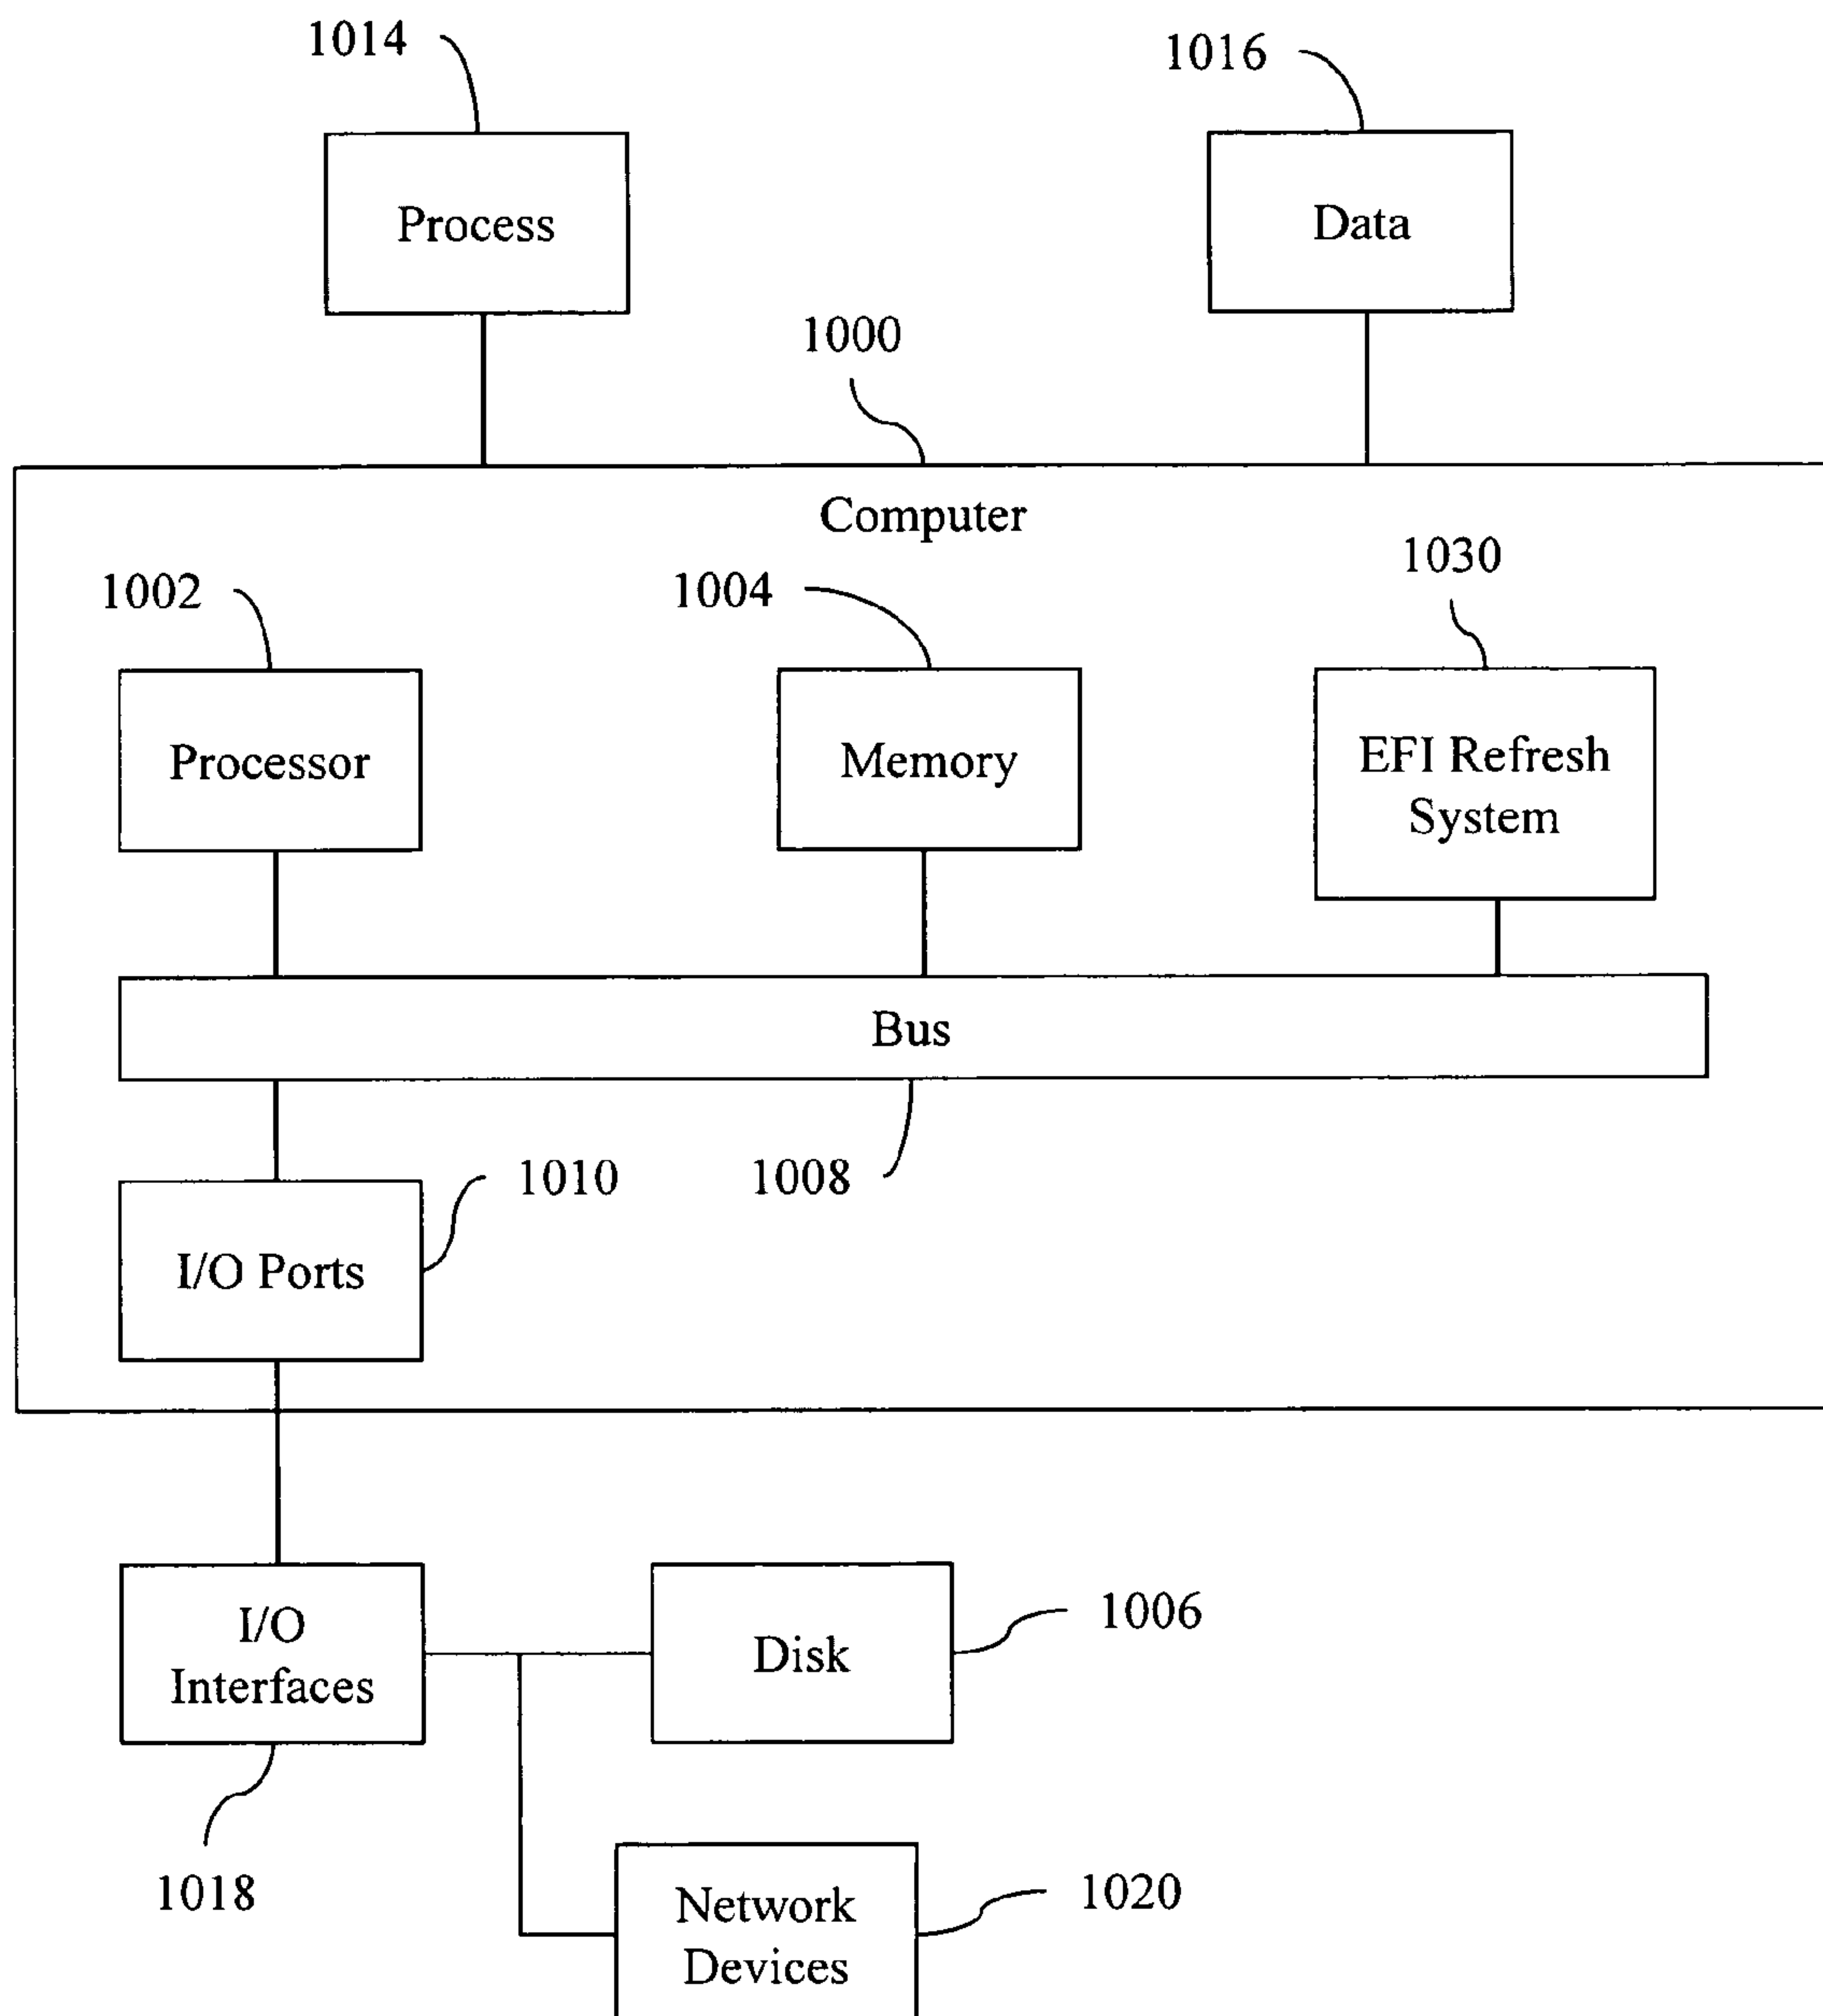 1014
1016
Process
Data
1000
Computer
1002
1004
1030
Processor
Memory
EFI Refresh
System
Bus
1010
1008
I/O Ports
I/O
Interfaces
Disk
1006
1018
Network
Devices
1020